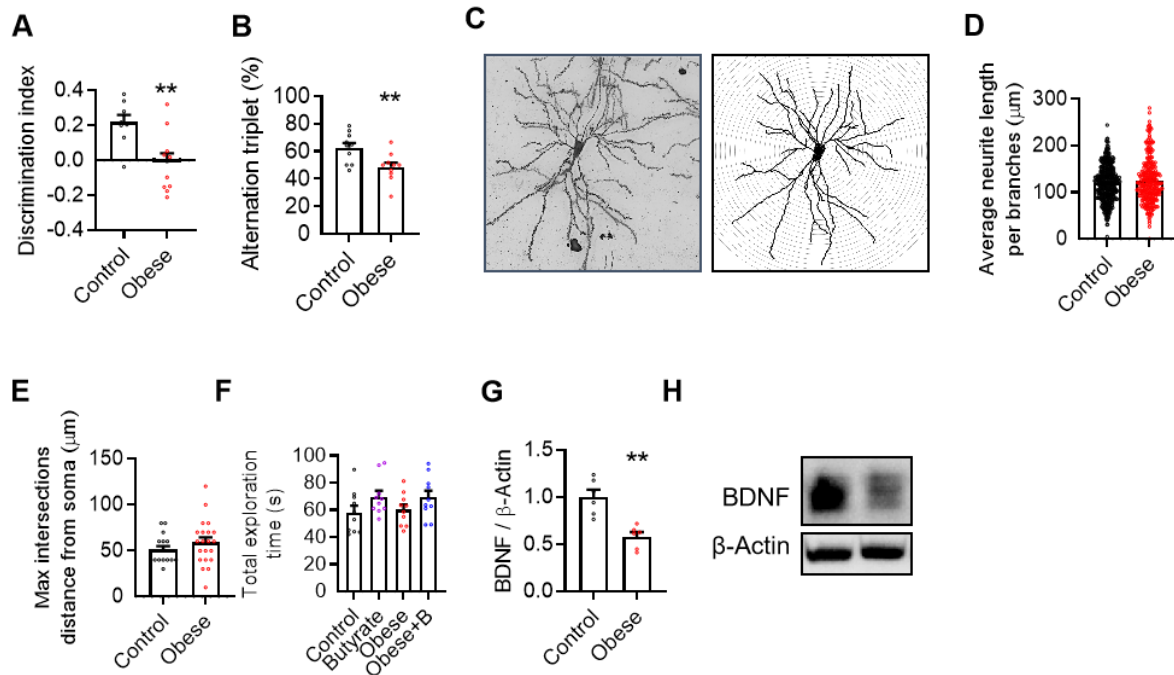 A
Discrimination index
0.4
0.2
0.0
-0.2
-0.4
**
Control
Obese
B
Alternation triplet (%)
100
80
60
40
20
0
**
Control
Obese
C
D
Average neurite length
per branches (μm)
300
200
100
0
Control
Obese
E
Max intersections
distance from soma (μm)
150
100
50
0
Control
Obese
F
Total exploration
time (s)
100
80
60
40
20
0
Control
Butyrate
Obese
Obese+B
G
BDNF / β-Actin
1.5
1.0
0.5
0.0
**
Control
Obese
H
BDNF
β-Actin